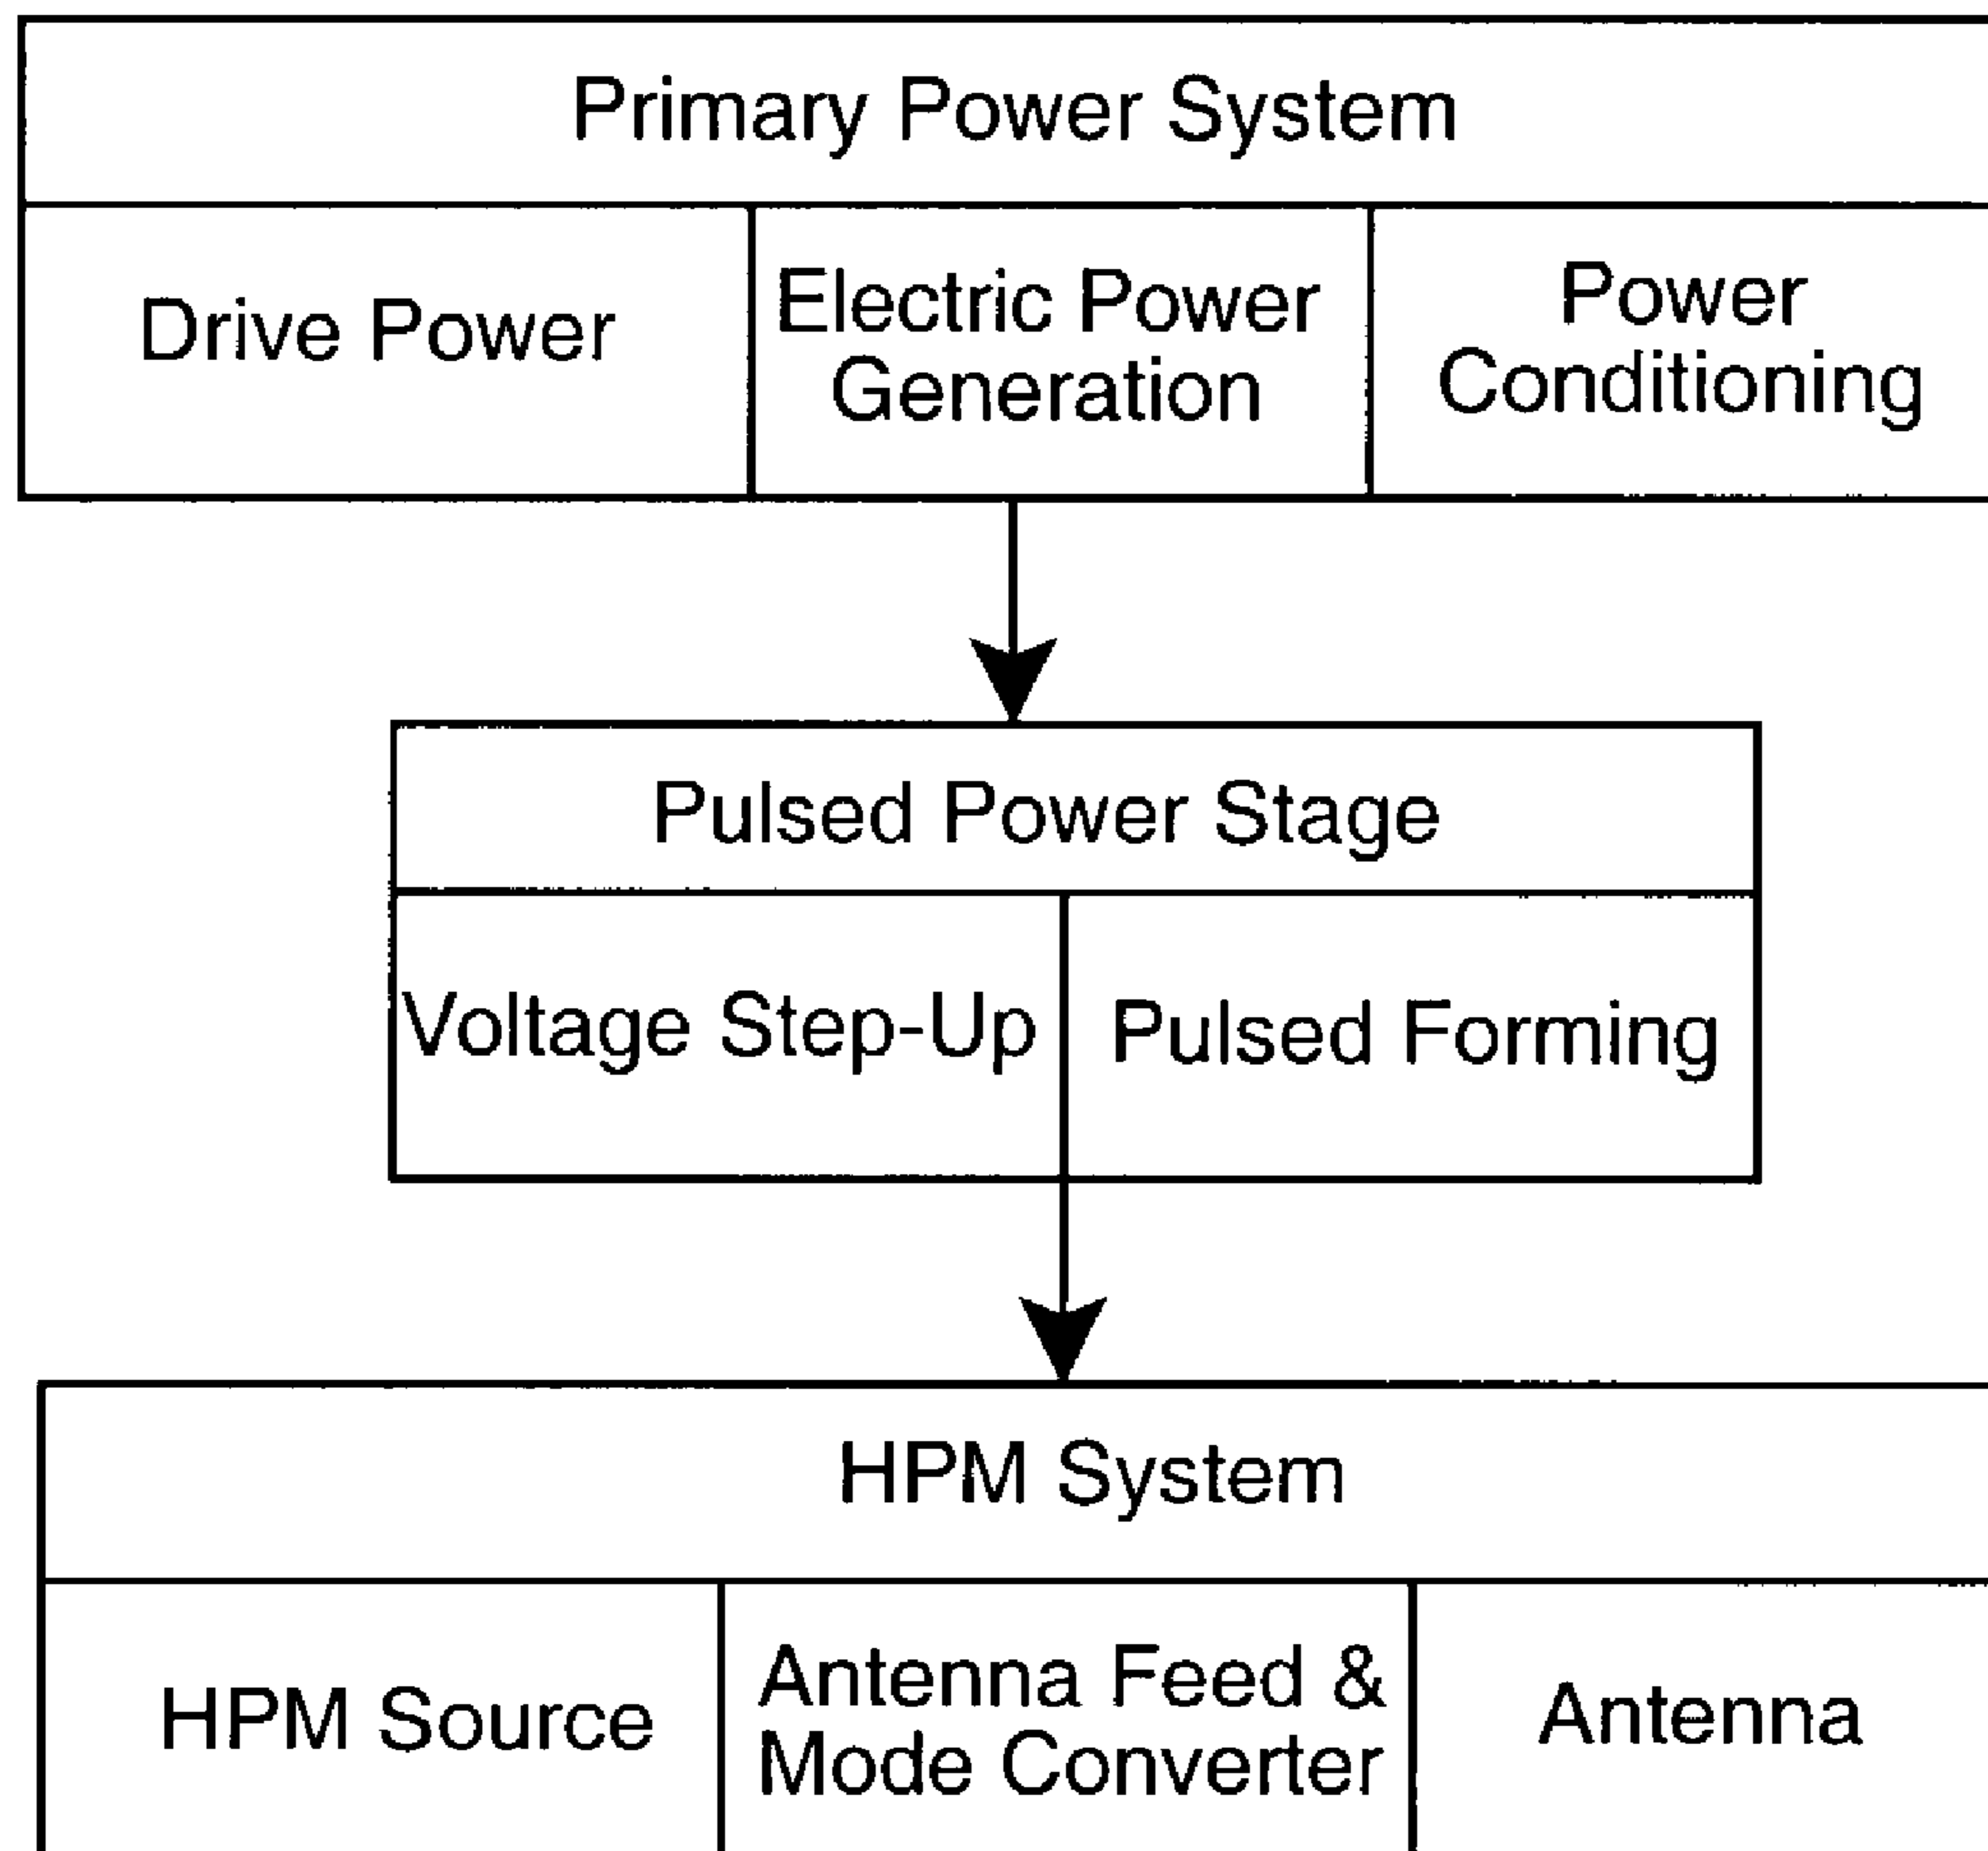 Primary Power System
Drive Power
Electric Power
Generation
Power
Conditioning
Pulsed Power Stage
Voltage Step-Up
Pulsed Forming
HPM System
HPM Source
Antenna Feed &
Mode Converter
Antenna